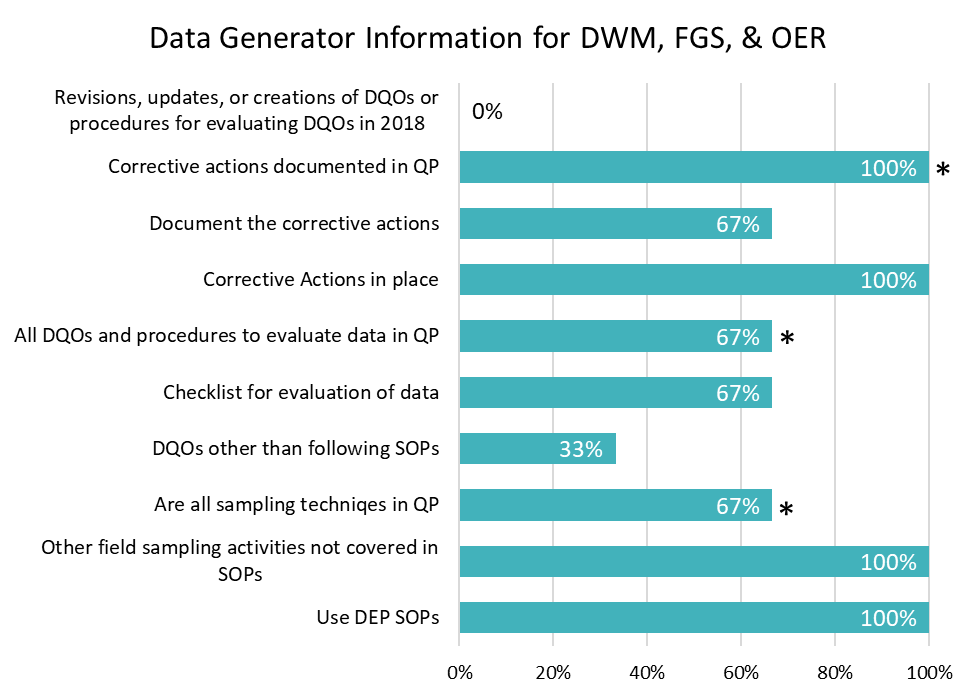 Data Generator Information for DWM, FGS, & OER
Revisions, updates, or creations of DQOs or
procedures for evaluating DQOs in 2018
0%
Corrective actions documented in QP
100% *
Document the corrective actions
67%
Corrective Actions in place
100%
All DQOs and procedures to evaluate data in QP
67% *
Checklist for evaluation of data
67%
DQOs other than following SOPs
33%
Are all sampling techniqes in QP
67% *
Other field sampling activities not covered in
SOPs
100%
Use DEP SOPs
100%
0% 20% 40% 60% 80% 100%